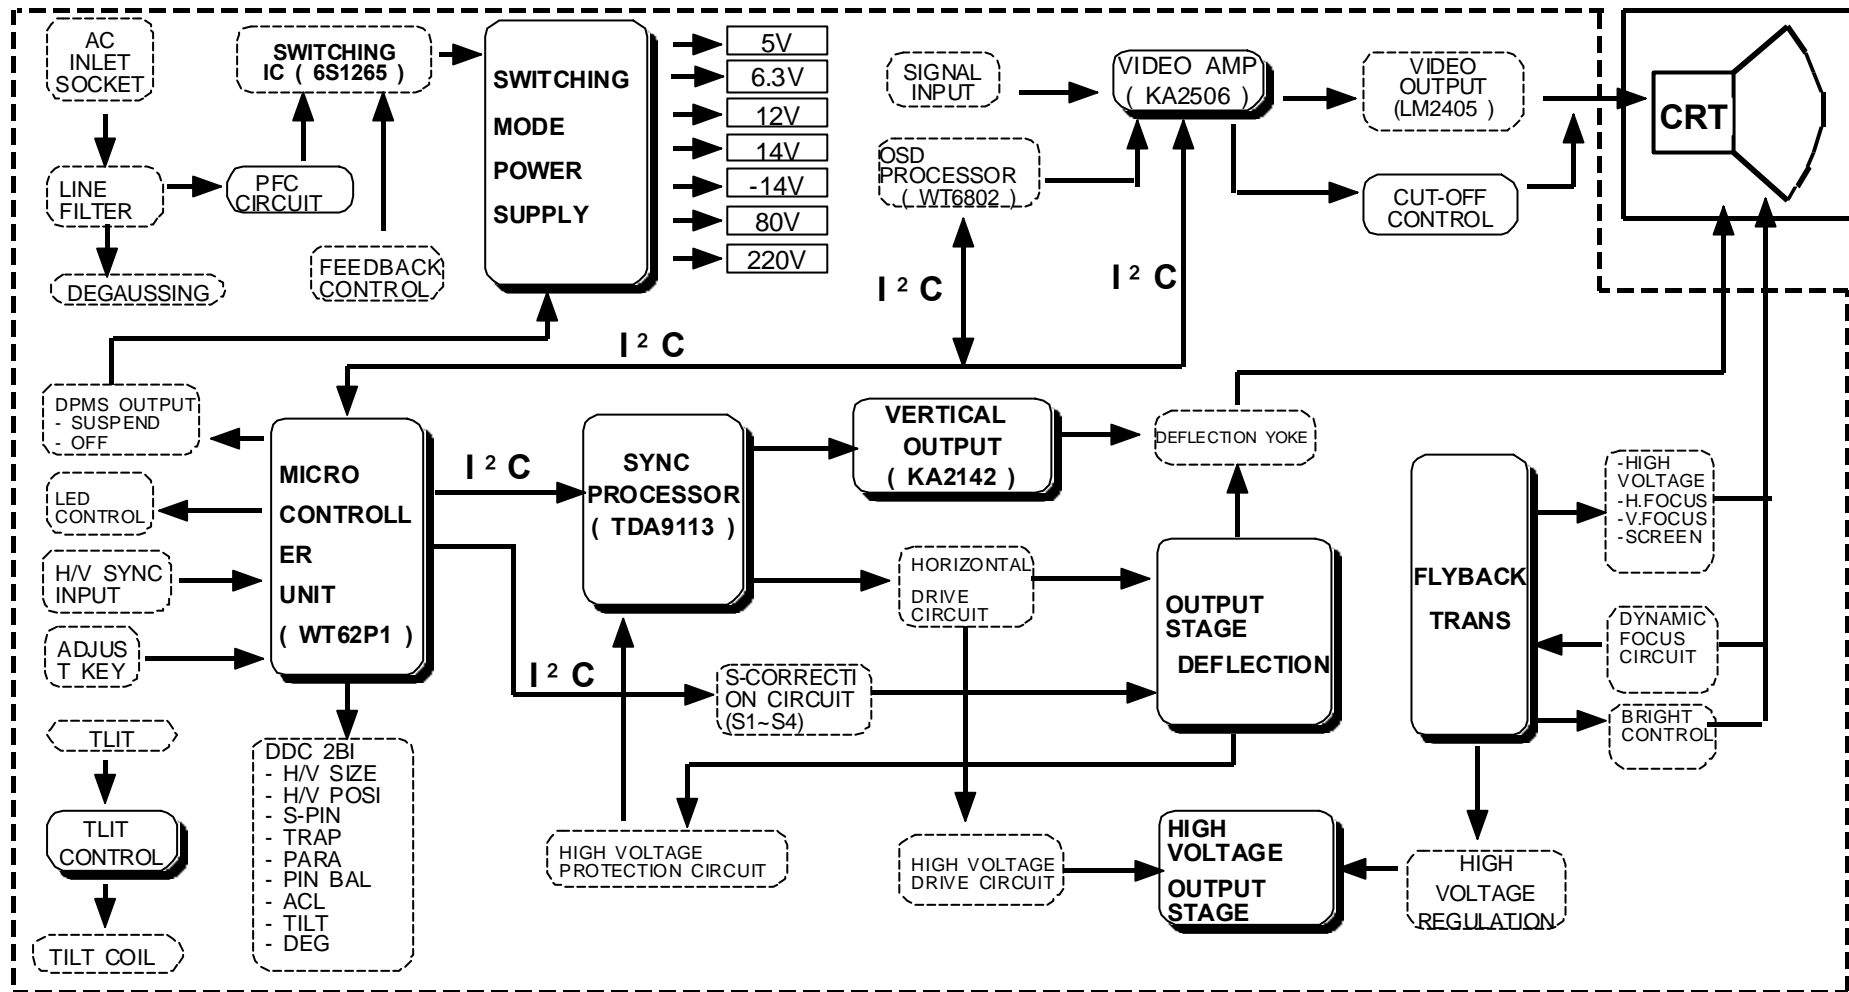 AC
INLET
SOCKET
LINE
FILTER
DEGAUSSING
SWITCHING
IC ( 6S1265 )
PFC
CIRCUIT
FEEDBACK
CONTROL
SWITCHING
MODE
POWER
SUPPLY
5V
6.3V
12V
14V
-14V
80V
220V
SIGNAL
INPUT
OSD
PROCESSOR
( WT6802 )
VIDEO AMP
( KA2506 )
VIDEO
OUTPUT
(LM2405 )
CUT-OFF
CONTROL
CRT
I ² C
I ² C
I ² C
DPMS OUTPUT
- SUSPEND
- OFF
LED
CONTROL
H/V SYNC
INPUT
ADJUS
T KEY
MICRO
CONTROLL
ER
UNIT
( WT62P1 )
I ² C
I ² C
SYNC
PROCESSOR
( TDA9113 )
VERTICAL
OUTPUT
( KA2142 )
DEFLECTION YOKE
HORIZONTAL
DRIVE
CIRCUIT
S-CORRECTI
ON CIRCUIT
(S1~S4)
OUTPUT
STAGE
DEFLECTION
FLYBACK
TRANS
-HIGH
VOLTAGE
-H.FOCUS
-V.FOCUS
-SCREEN
DYNAMIC
FOCUS
CIRCUIT
BRIGHT
CONTROL
TLIT
TLIT
CONTROL
TILT COIL
DDC 2BI
- H/V SIZE
- H/V POSI
- S-PIN
- TRAP
- PARA
- PIN BAL
- ACL
- TILT
- DEG
HIGH VOLTAGE
PROTECTION CIRCUIT
HIGH VOLTAGE
DRIVE CIRCUIT
HIGH
VOLTAGE
OUTPUT
STAGE
HIGH
VOLTAGE
REGULATION